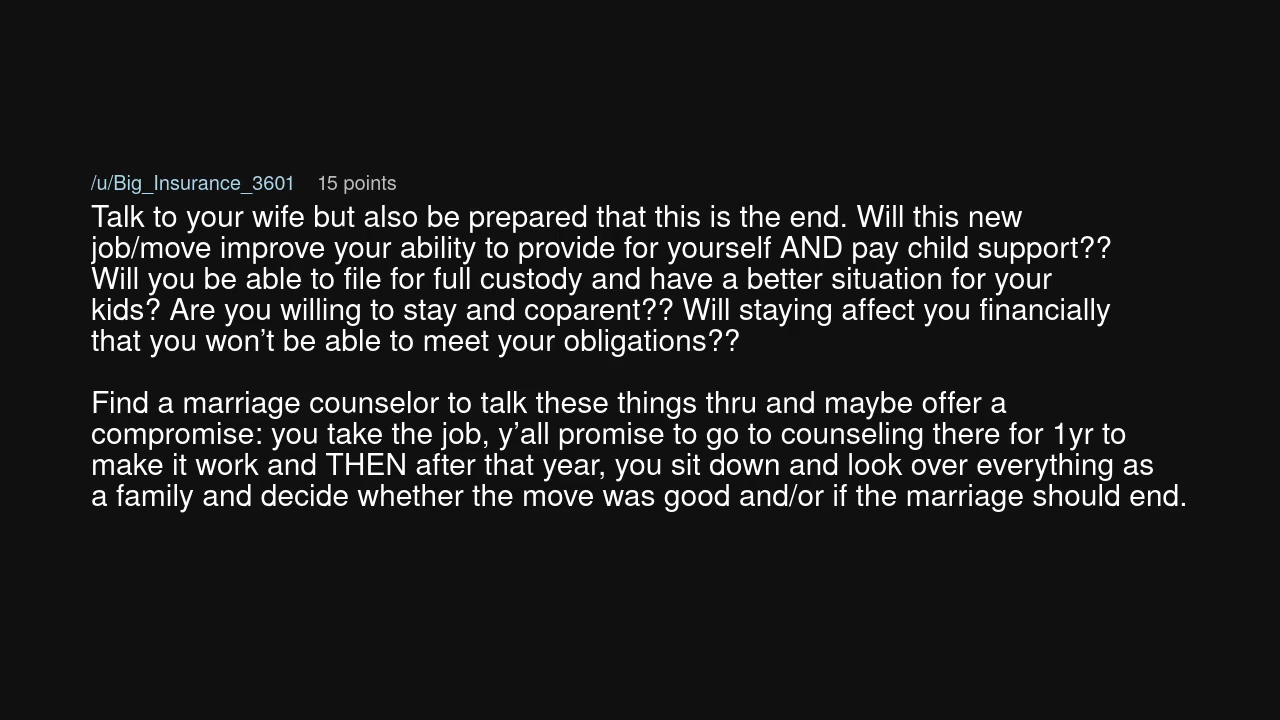 /u/Big_Insurance_3601 15 points
Talk to your wife but also be prepared that this is the end. Will this new
job/move improve your ability to provide for yourself AND pay child support??
Will you be able to file for full custody and have a better situation for your
kids? Are you willing to stay and coparent?? Will staying affect you financially
that you won’t be able to meet your obligations??
Find a marriage counselor to talk these things thru and maybe offer a
compromise: you take the job, y’all promise to go to counseling there for 1yr to
make it work and THEN after that year, you sit down and look over everything as
a family and decide whether the move was good and/or if the marriage should end.